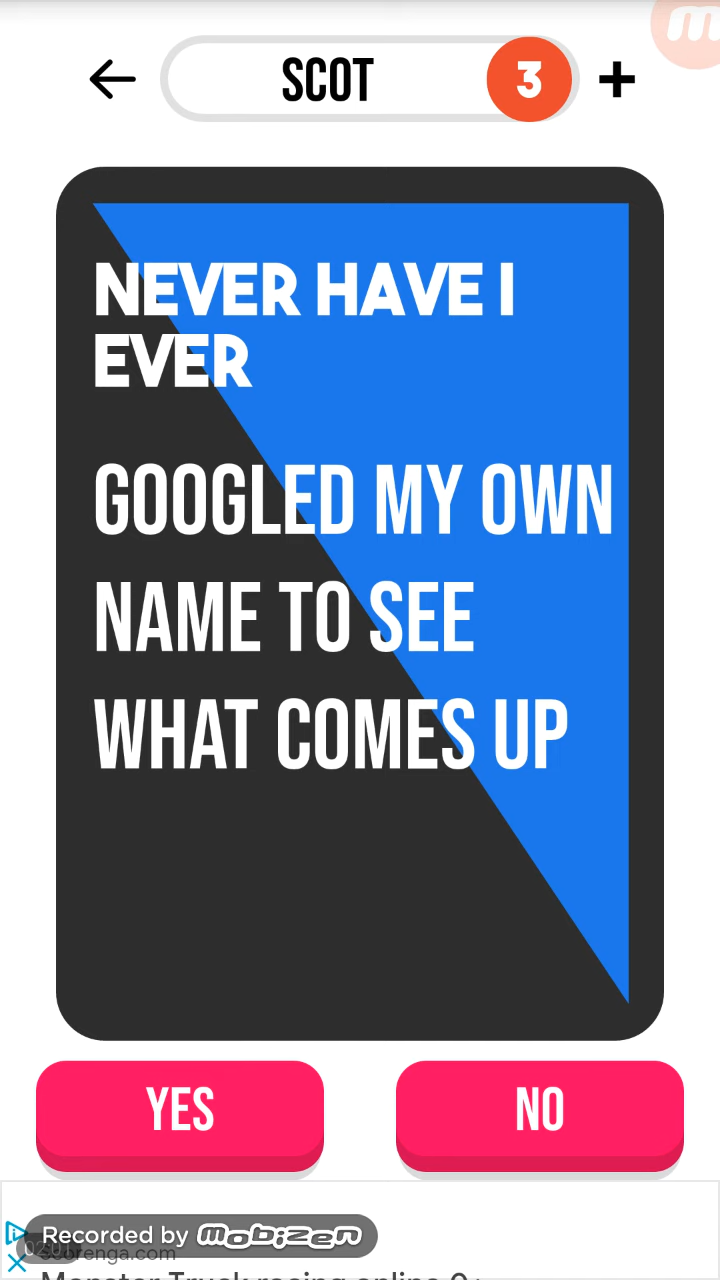 SCOT
3
NEVER HAVE I
EVER
GOOGLED MY OWN
NAME TO SEE
WHAT COMES UP
YES
NO
Recorded by mobizen